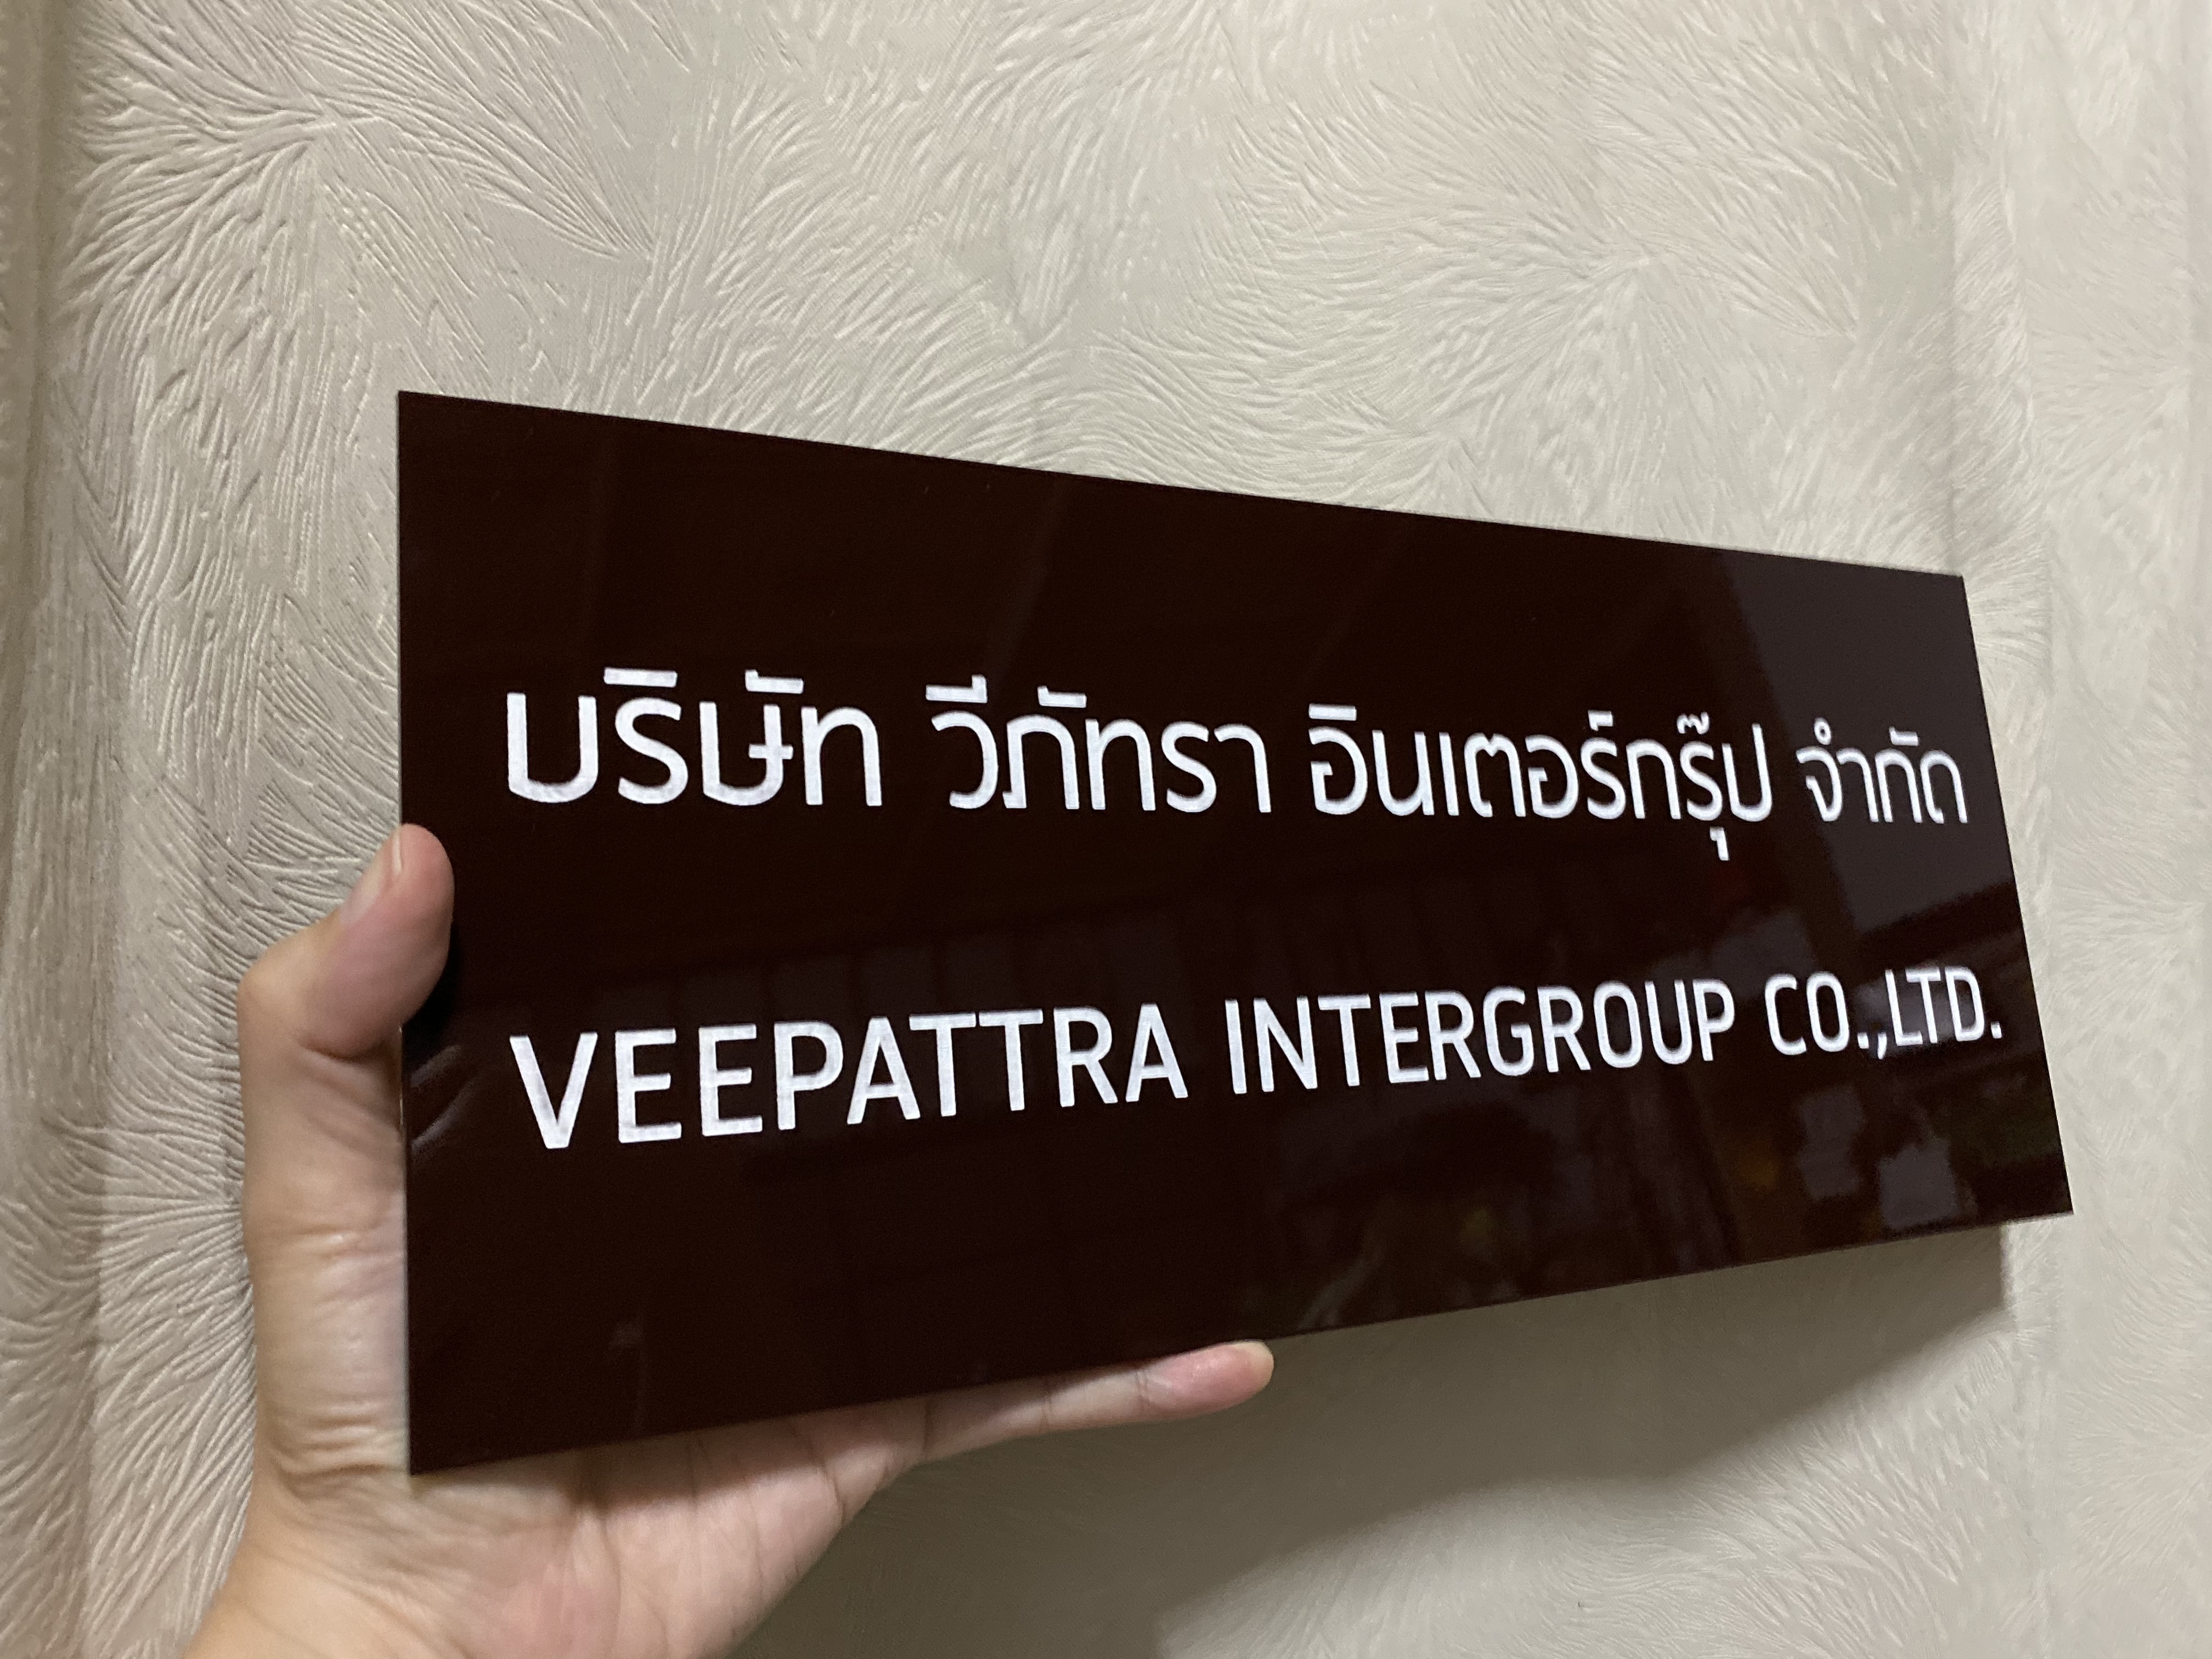 บริษัท วีภัทรา อินเตอร์กรุ๊ป จำกัด
VEEPATTRA INTERGROUP CO.,LTD.